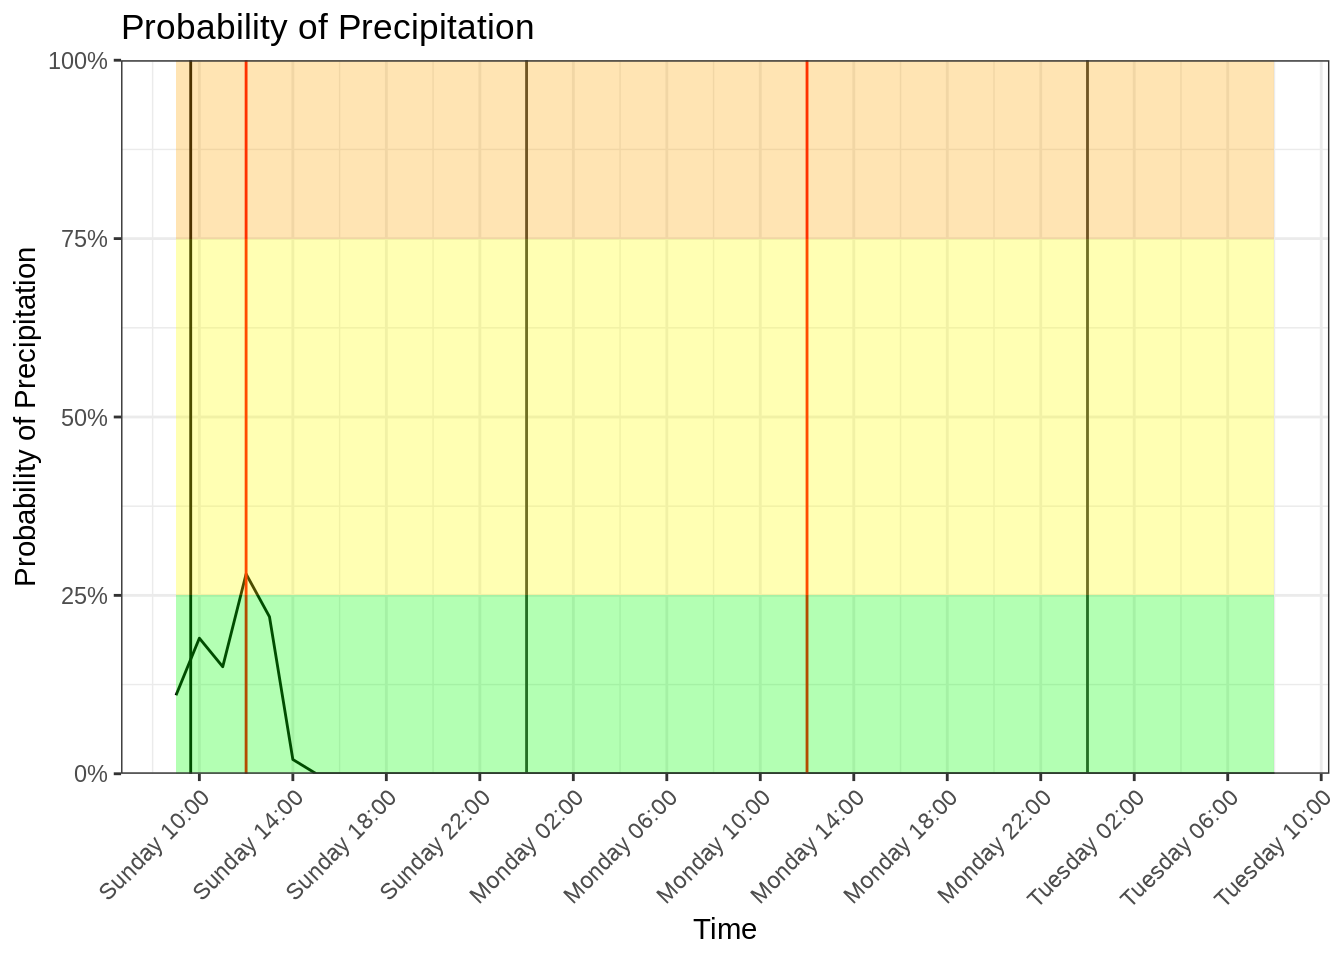 Probability of Precipitation
Probability of Precipitation
100%
75%
50%
25%
0%
Sunday 10:00
Sunday 14:00
Sunday 18:00
Sunday 22:00
Monday 02:00
Monday 06:00
Monday 10:00
Monday 14:00
Monday 18:00
Monday 22:00
Tuesday 02:00
Tuesday 06:00
Tuesday 10:00
Time